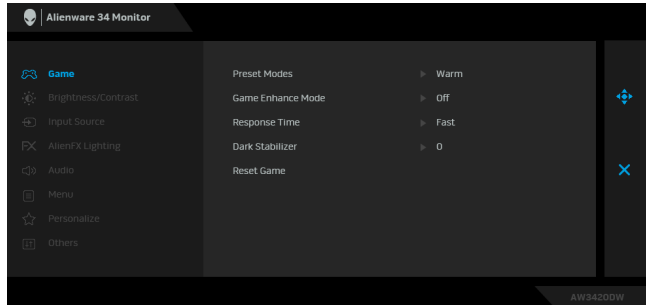 Alienware 34 Monitor
Game
Preset Modes Warm
Brightness/Contrast
Game Enhance Mode Off
Input Source
Response Time Fast
AlienFX Lighting
Dark Stabilizer 0
Audio
Reset Game
Menu
Personalize
Others
AW3420DW